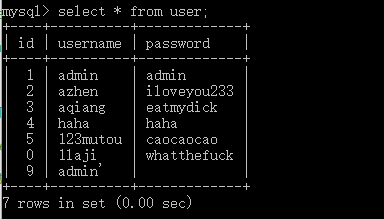 mysql> select * from user;
+----+----------+-------------+
| id | username | password    |
+----+----------+-------------+
|  1 | admin    | admin       |
|  2 | azhen    | iloveyou233 |
|  3 | aqiang   | eatmydick   |
|  4 | haha     | haha        |
|  5 | 123mutou | caocaocao   |
|  0 | llaji    | whatthefuck |
|  9 | admin'   |             |
+----+----------+-------------+
7 rows in set (0.00 sec)